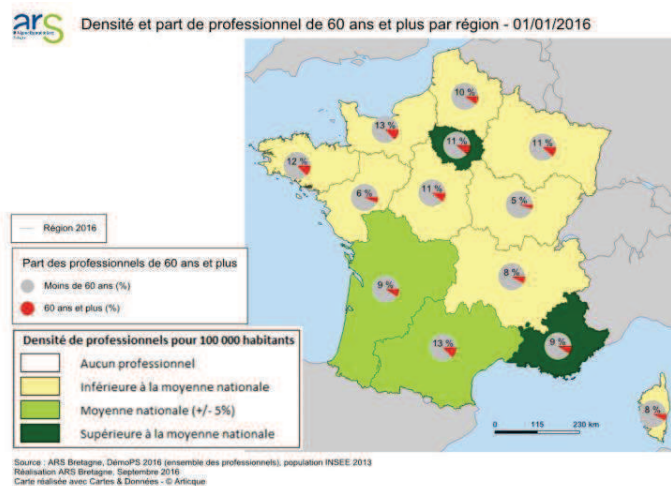 ars
Densité et part de professionnel de 60 ans et plus par région - 01/01/2016
10 %
13 %
11 %
11 %
12 %
6 %
11 %
5 %
8 %
9 %
13 %
9 %
8 %
Région 2016
Part des professionnels de 60 ans et plus
Moins de 60 ans (%)
60 ans et plus (%)
Densité de professionnels pour 100 000 habitants
Aucun professionnel
Inférieure à la moyenne nationale
Moyenne nationale (+/- 5%)
Supérieure à la moyenne nationale
0 115 230 km
Source : ARS Bretagne, DémoPS 2016 (ensemble des professionnels), population INSEE 2013
Réalisation ARS Bretagne, Septembre 2016
Carte réalisée avec Cartes & Données - © Articque